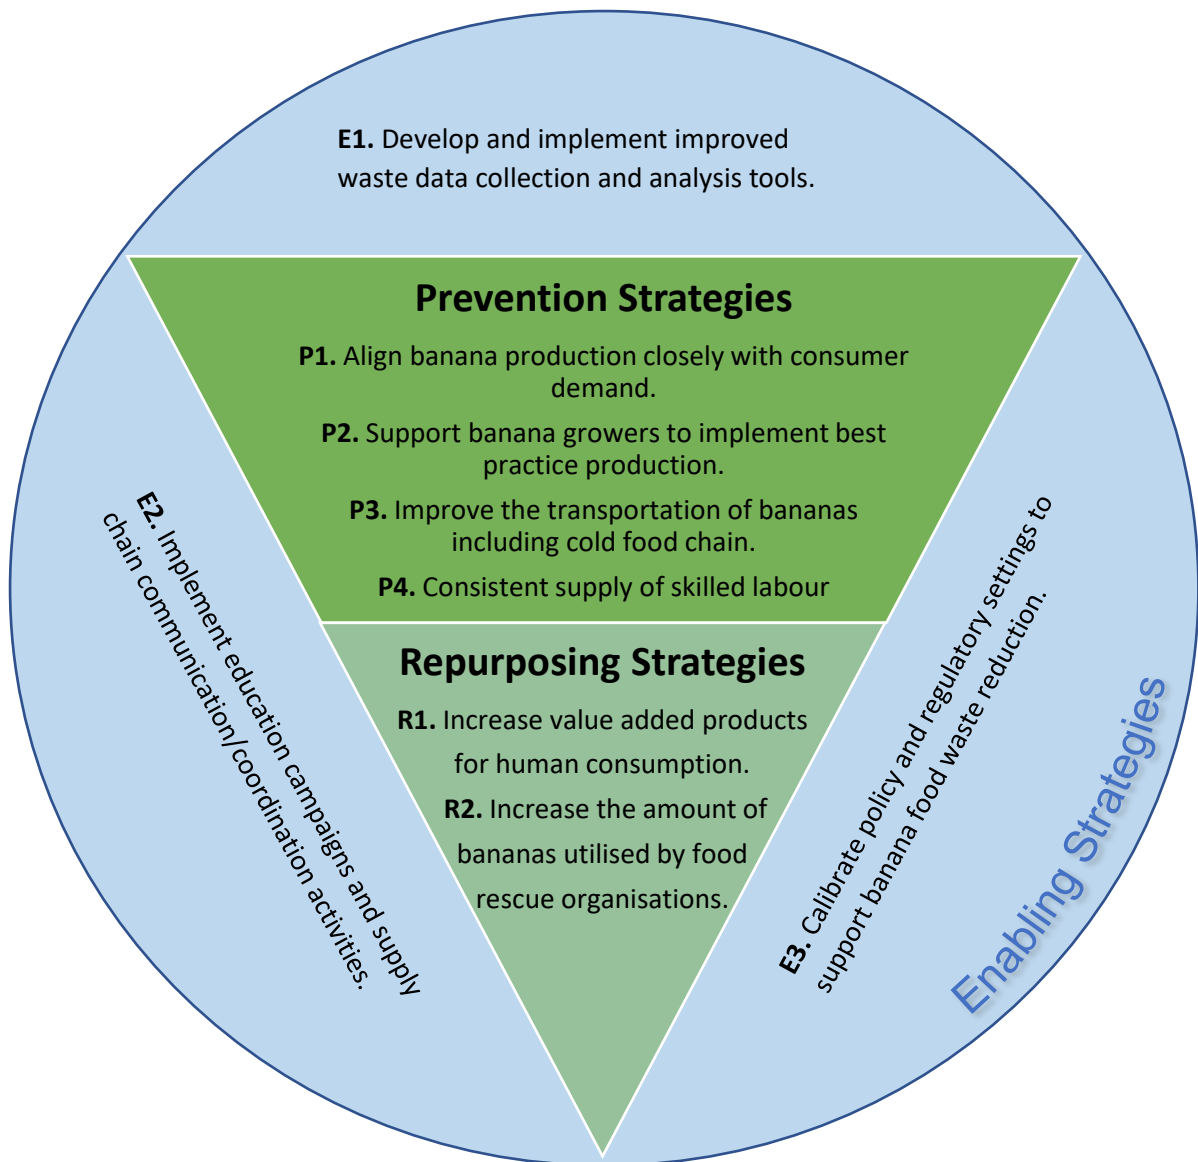 E1. Develop and implement improved
waste data collection and analysis tools.
Prevention Strategies
P1. Align banana production closely with consumer
demand.
P2. Support banana growers to implement best
practice production.
P3. Improve the transportation of bananas
including cold food chain.
P4. Consistent supply of skilled labour
Repurposing Strategies
R1. Increase value added products
for human consumption.
R2. Increase the amount of
bananas utilised by food
rescue organisations.
E2. Implement education campaigns and supply
chain communication/coordination activities.
E3. Calibrate policy and regulatory settings to
support banana food waste reduction.
Enabling Strategies